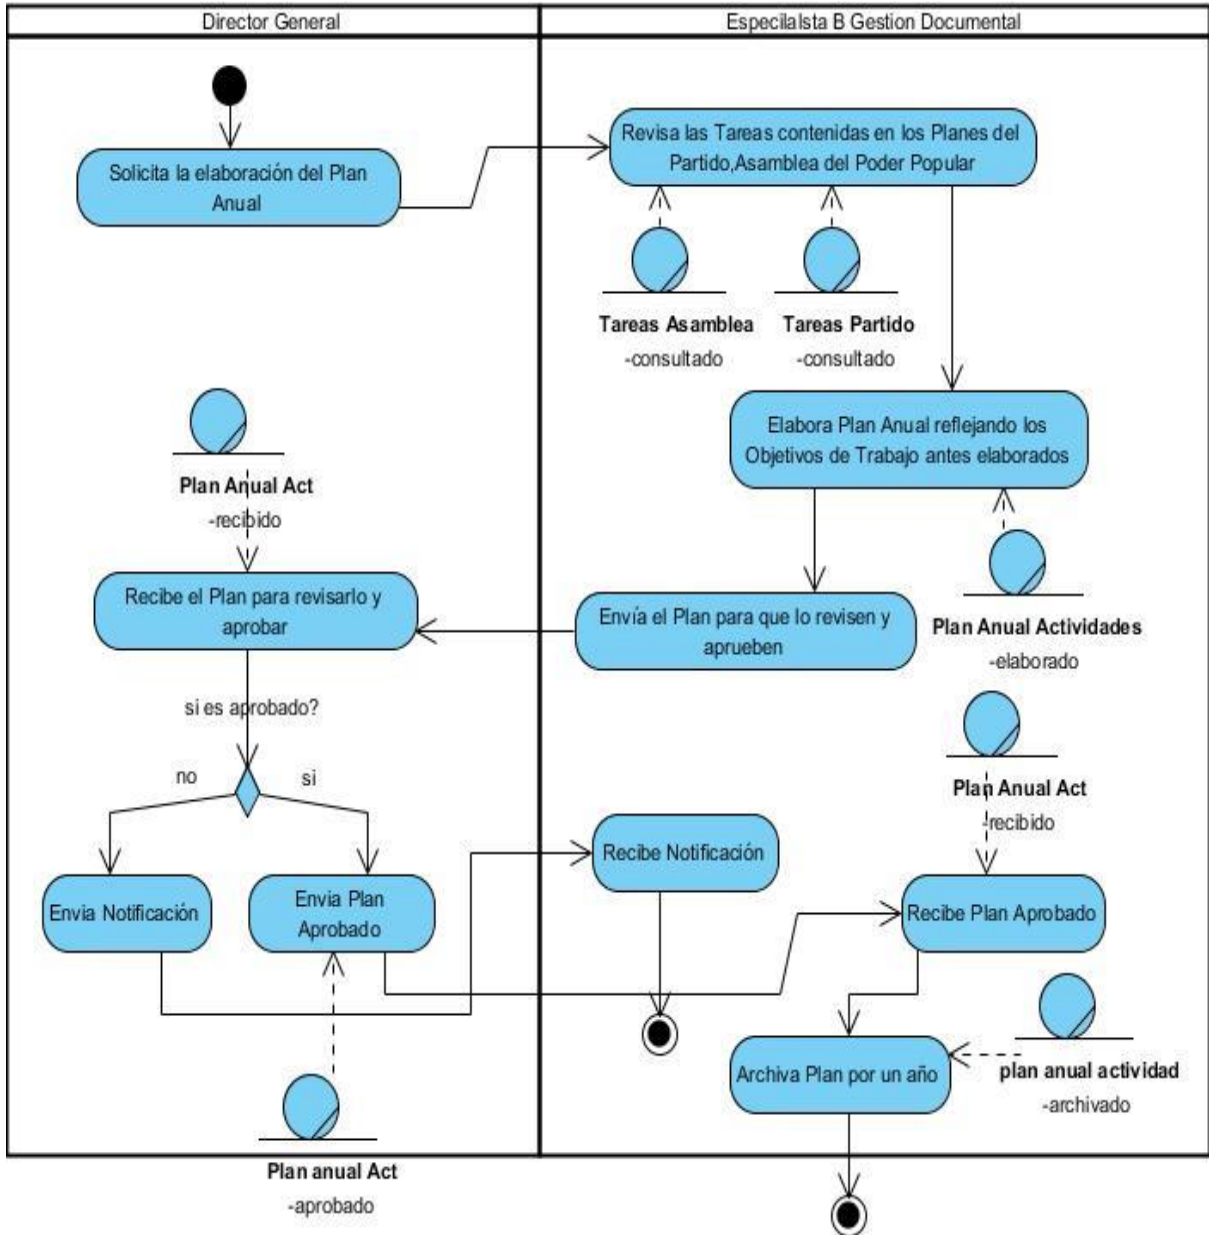 Director General
Especilalsta B Gestion Documental
Solicita la elaboración del Plan
Anual
Revisa las Tareas contenidas en los Planes del
Partido,Asamblea del Poder Popular
Tareas Asamblea
-consultado
Tareas Partido
-consultado
Elabora Plan Anual reflejando los
Objetivos de Trabajo antes elaborados
Plan Anual Actividades
-elaborado
Envía el Plan para que lo revisen y
aprueben
Plan Anual Act
-recibido
Recibe el Plan para revisarlo y
aprobar
si es aprobado?
no
si
Envia Notificación
Envia Plan
Aprobado
Plan anual Act
-aprobado
Recibe Notificación
Plan Anual Act
-recibido
Recibe Plan Aprobado
Archiva Plan por un año
plan anual actividad
-archivado